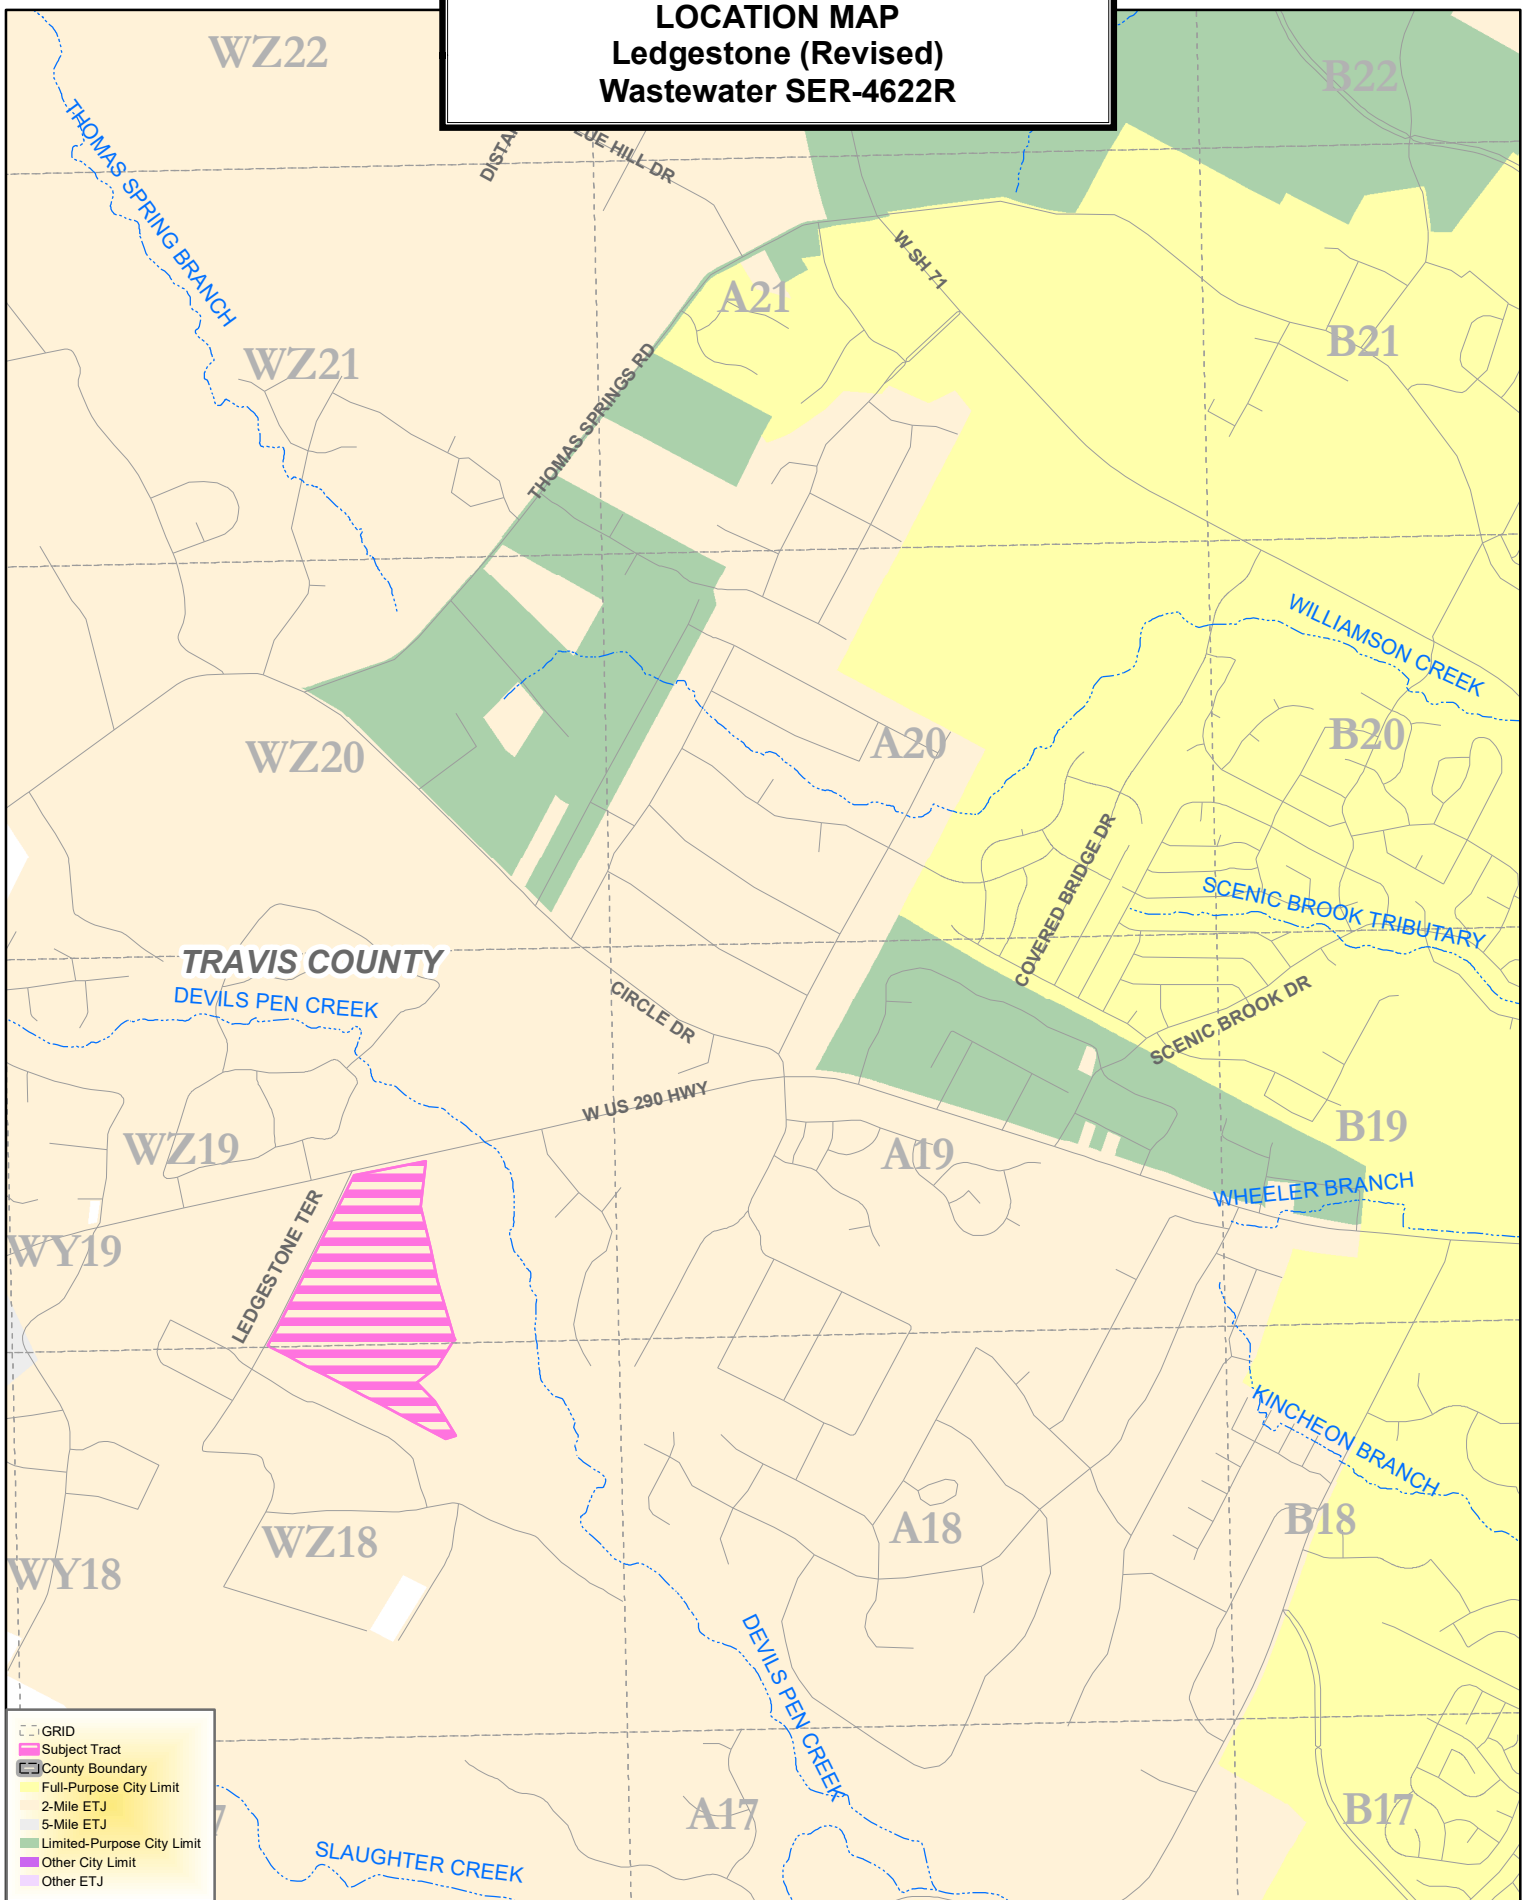 LOCATION MAP
Ledgestone (Revised)
Wastewater SER-4622R
WZ22
B22
THOMAS SPRING BRANCH
HILL DR
W SH 71
A21
B21
WZ21
THOMAS SPRINGS RD
WILLIAMSON CREEK
WZ20
A20
B20
COVERED BRIDGE DR
SCENIC BROOK TRIBUTARY
TRAVIS COUNTY
DEVILS PEN CREEK
CIRCLE DR
SCENIC BROOK DR
W US 290 HWY
WZ19
A19
B19
WHEELER BRANCH
LEDGESTONE TER
WY19
KINCHEON BRANCH
WZ18
A18
B18
WY18
DEVILS PEN CREEK
A17
B17
SLAUGHTER CREEK
GRID
Subject Tract
County Boundary
Full-Purpose City Limit
2-Mile ETJ
5-Mile ETJ
Limited-Purpose City Limit
Other City Limit
Other ETJ